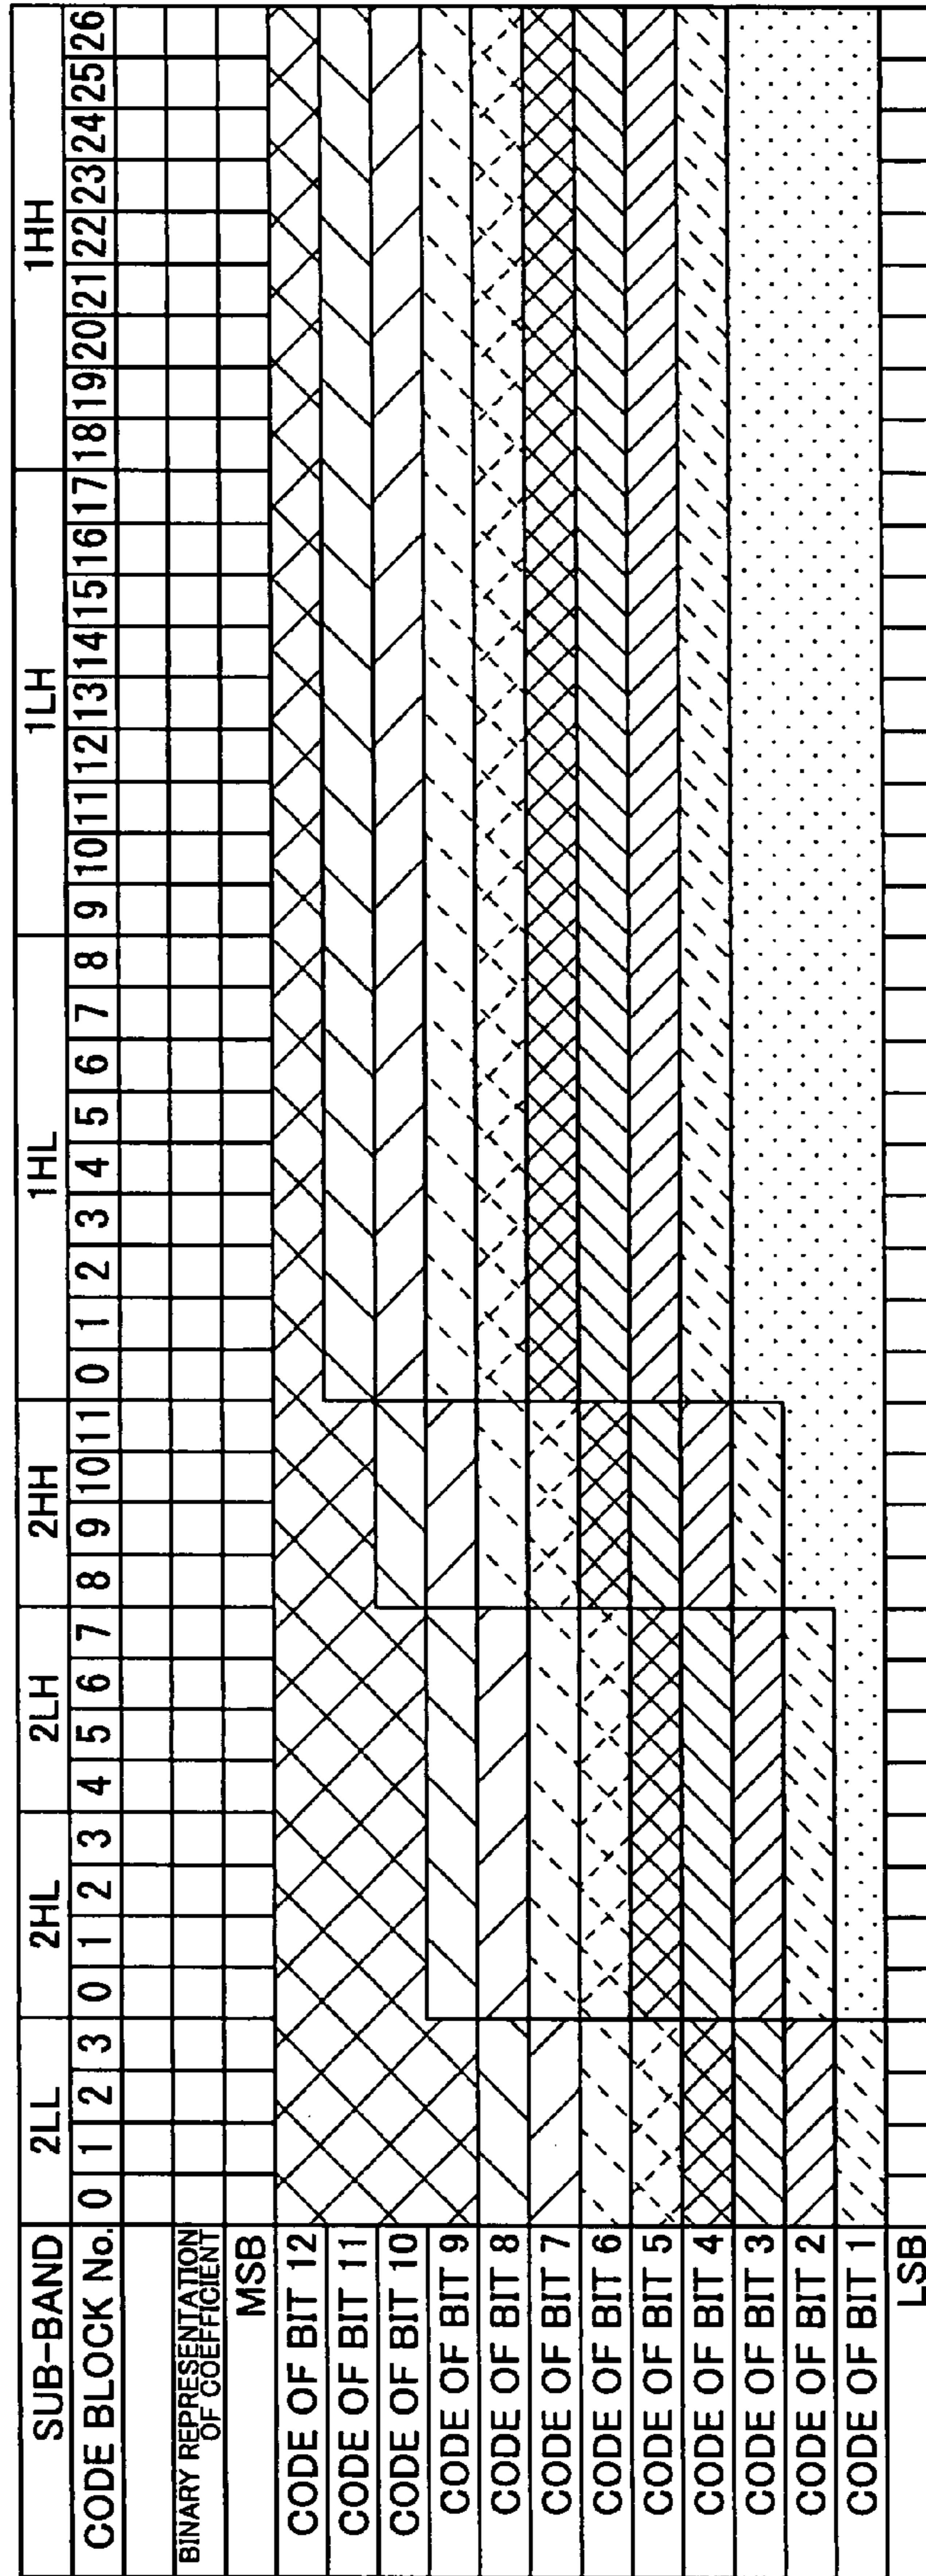 SUB-BAND 2LL 2HL 2LH 2HH 1HL 1LH 1HH
CODE BLOCK No. 0 1 2 3 0 1 2 3 4 5 6 7 8 9 10 11 0 1 2 3 4 5 6 7 8 9 10 11 12 13 14 15 16 17 18 19 20 21 22 23 24 25 26
BINARY REPRESENTATION
OF COEFFICIENT
MSB
CODE OF BIT 12
CODE OF BIT 11
CODE OF BIT 10
CODE OF BIT 9
CODE OF BIT 8
CODE OF BIT 7
CODE OF BIT 6
CODE OF BIT 5
CODE OF BIT 4
CODE OF BIT 3
CODE OF BIT 2
CODE OF BIT 1
LSB